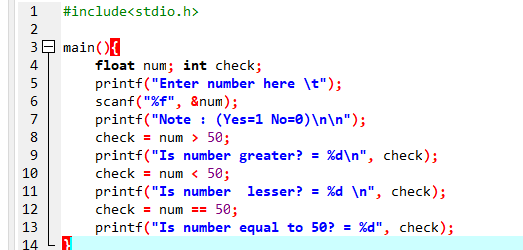 1 #include<stdio.h>
2
3 main(){
4 float num; int check;
5 printf("Enter number here \t");
6 scanf("%f", &num);
7 printf("Note : (Yes=1 No=0)\n\n");
8 check = num > 50;
9 printf("Is number greater? = %d\n", check);
10 check = num < 50;
11 printf("Is number  lesser? = %d \n", check);
12 check = num == 50;
13 printf("Is number equal to 50? = %d", check);
14 }